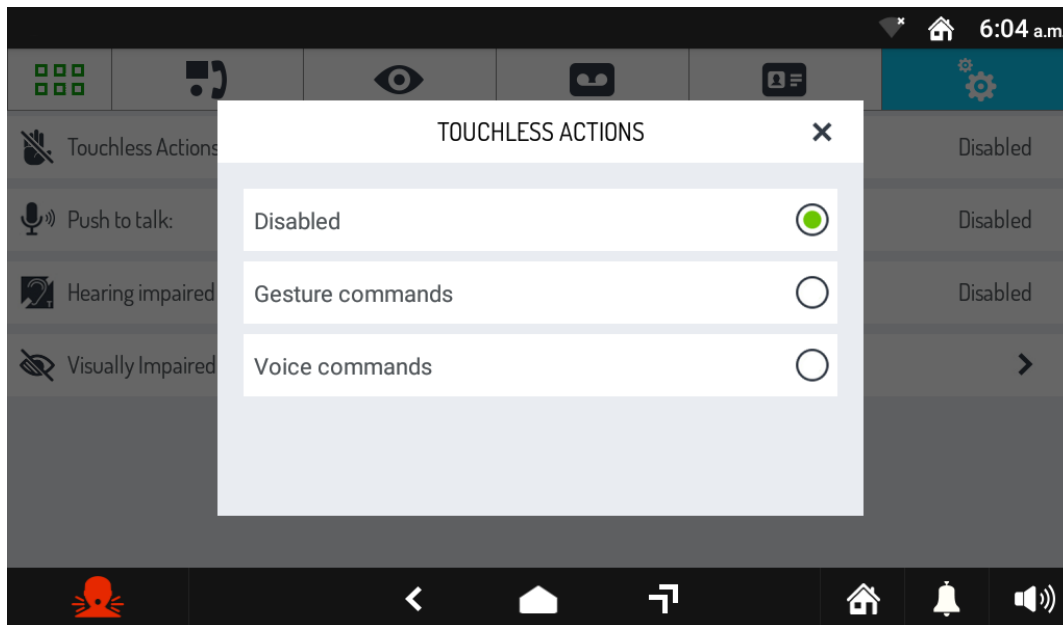 6:04 a.m
TOUCHLESS ACTIONS
Touchless Actions
Disabled
Disabled
Push to talk:
Disabled
Gesture commands
Hearing impaired
Disabled
Voice commands
Visually Impaired